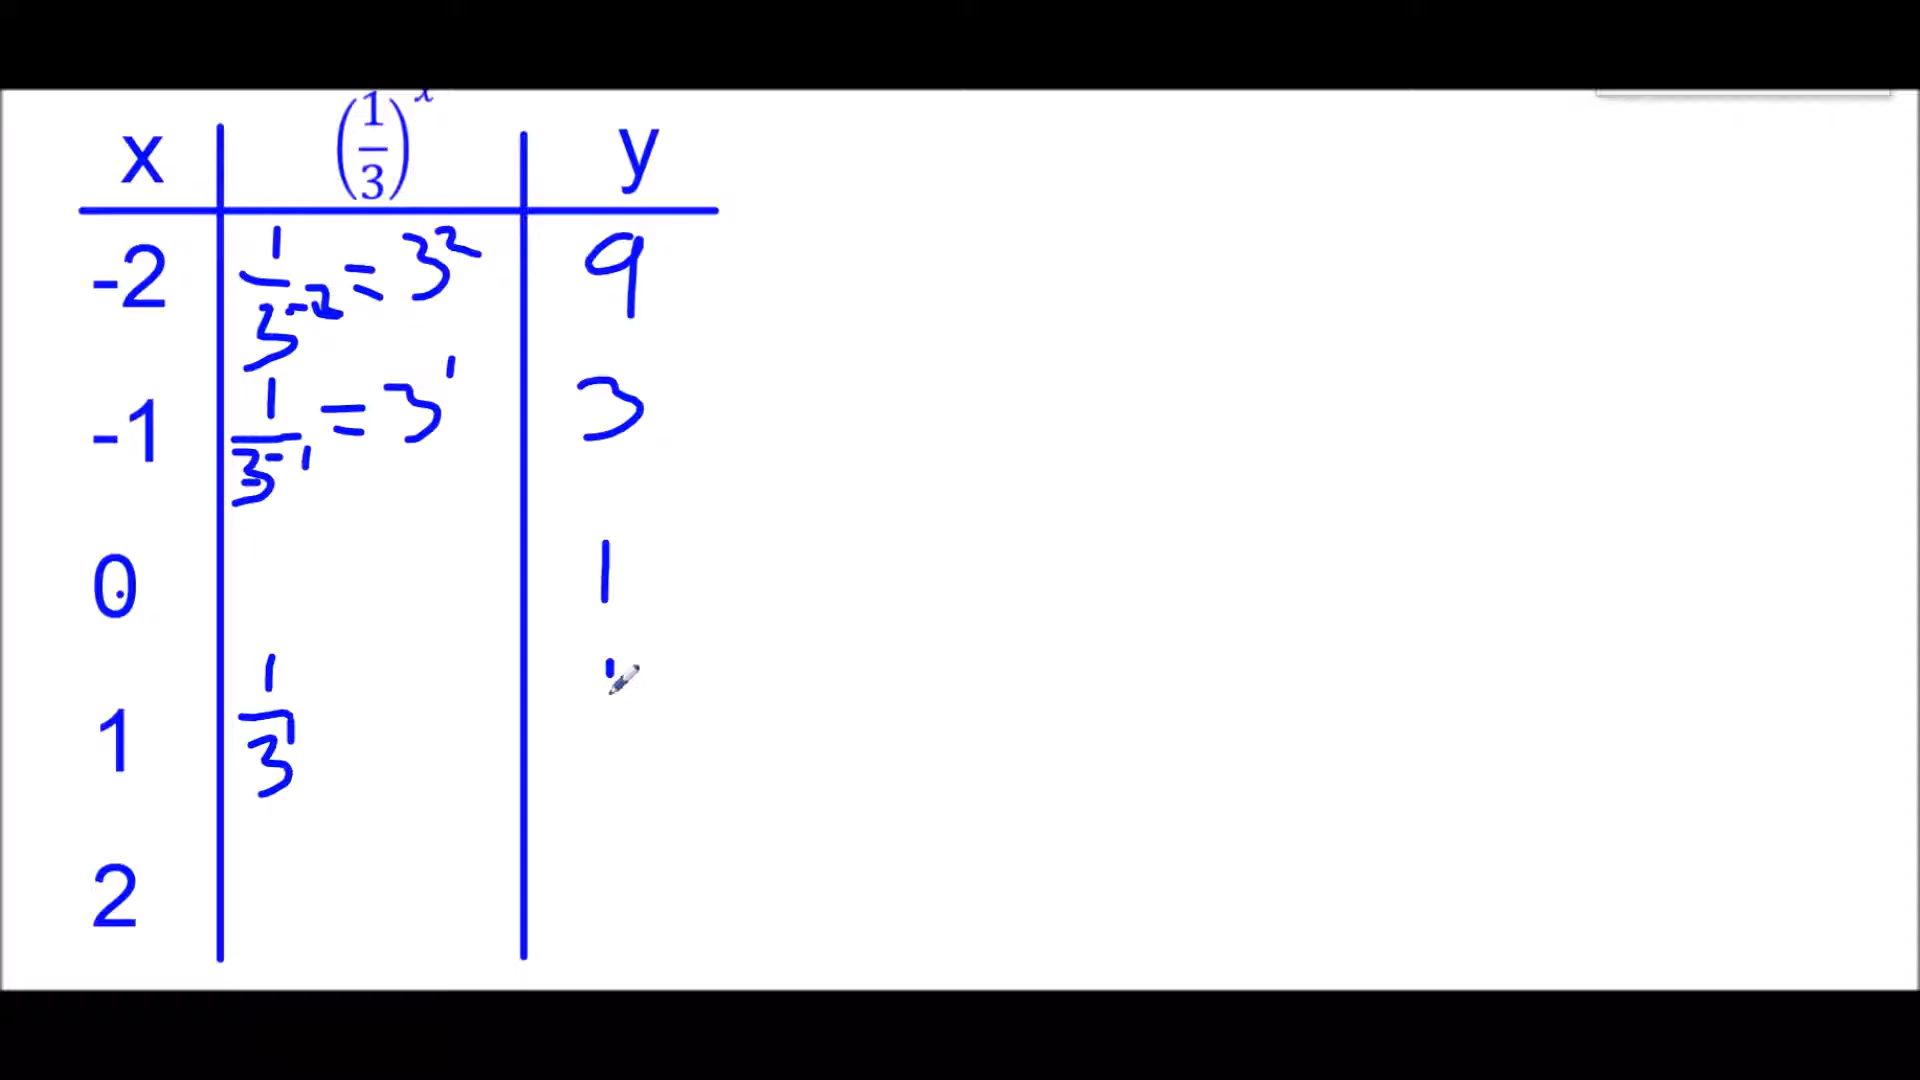 x (1/3)^x y
-2 1/3^-2 = 3^2 9
-1 1/3^-1 = 3^1 3
0 1
1 1/3^1
2